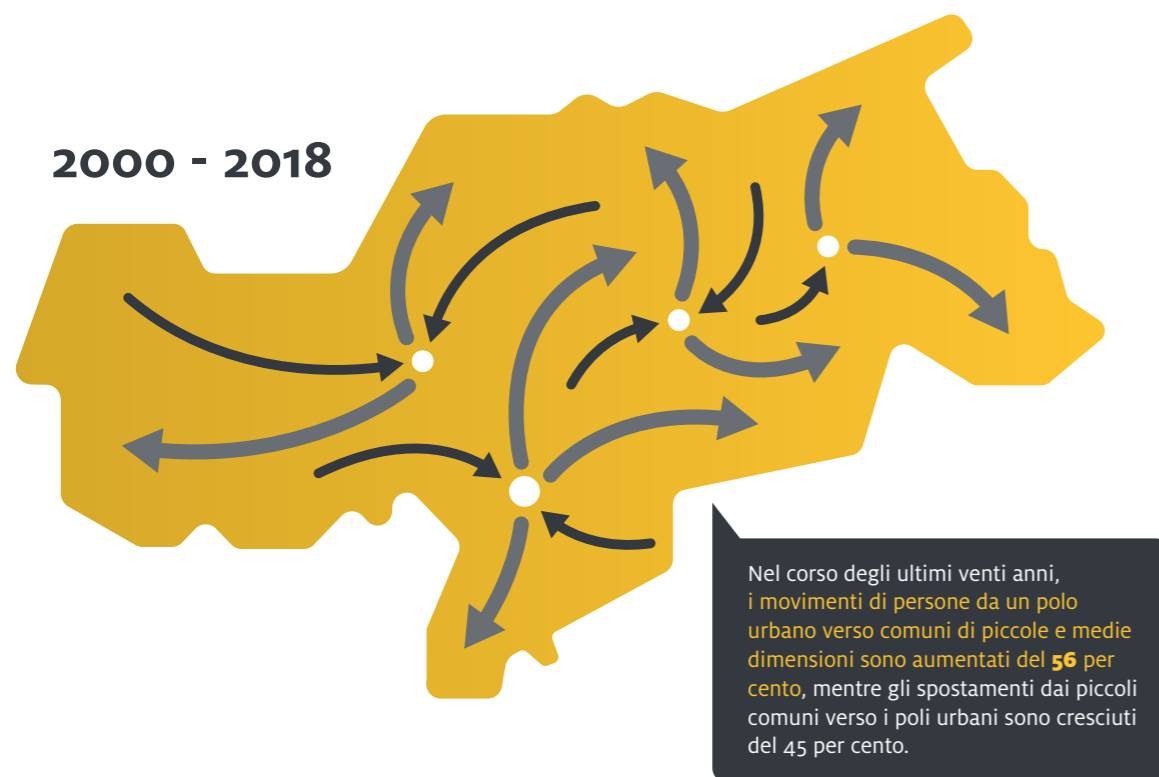 2000 - 2018
Nel corso degli ultimi venti anni,
i movimenti di persone da un polo
urbano verso comuni di piccole e medie
dimensioni sono aumentati del 56 per
cento, mentre gli spostamenti dai piccoli
comuni verso i poli urbani sono cresciuti
del 45 per cento.